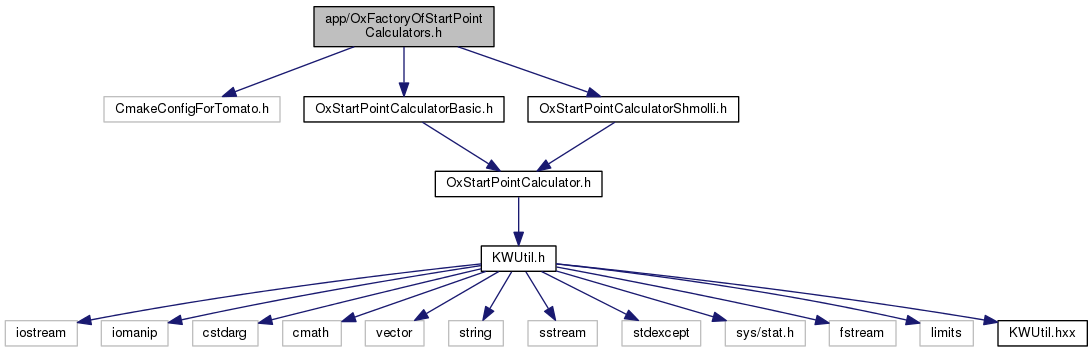 app/OxFactoryOfStartPoint
Calculators.h
CmakeConfigForTomato.h
OxStartPointCalculatorBasic.h
OxStartPointCalculatorShmolli.h
OxStartPointCalculator.h
KWUtil.h
iostream
iomanip
cstdarg
cmath
vector
string
sstream
stdexcept
sys/stat.h
fstream
limits
KWUtil.hxx